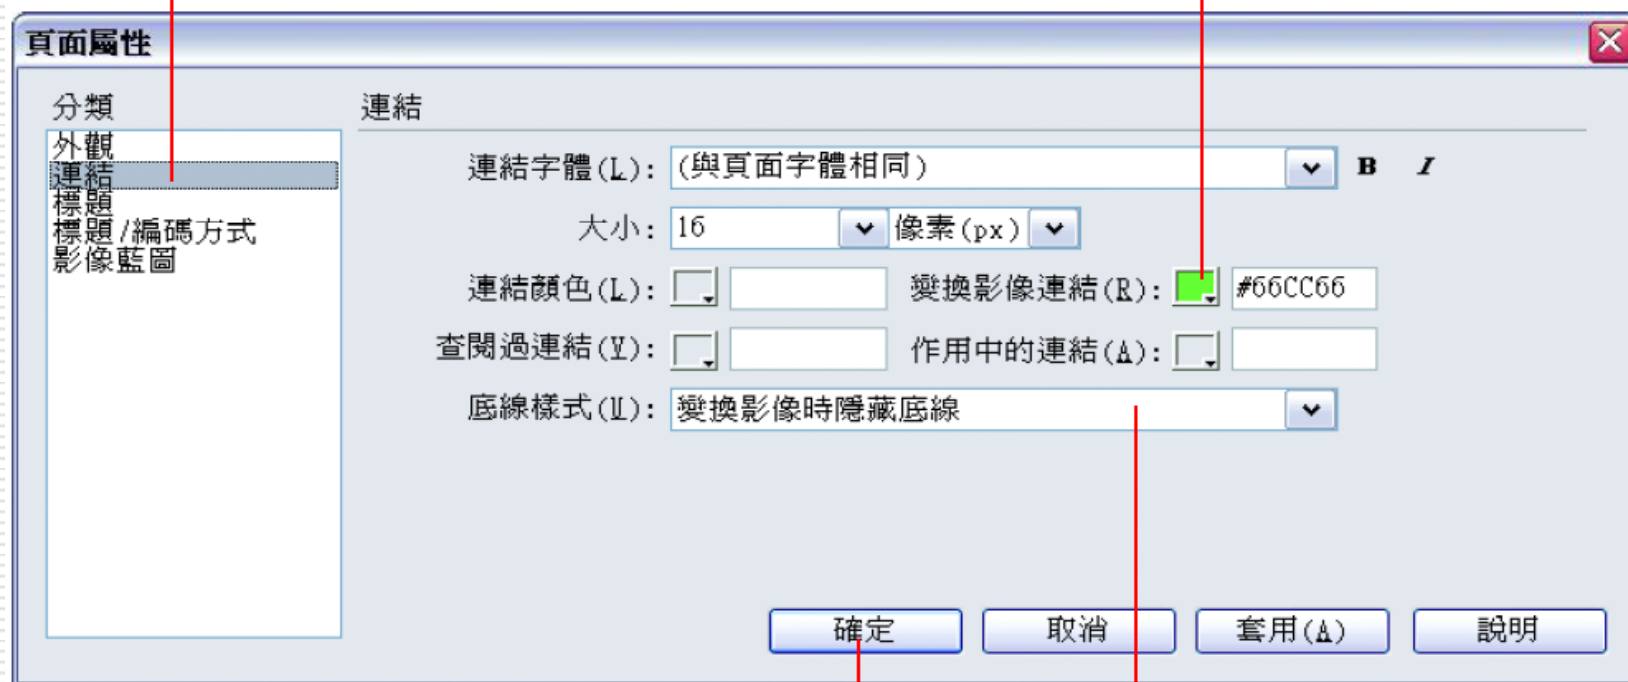 頁面屬性
分類
外觀
連結
標題
標題/編碼方式
影像藍圖
連結
連結字體(L): (與頁面字體相同) B I
大小: 16 像素(px)
連結顏色(L): 變換影像連結(R): #66CC66
查閱過連結(V): 作用中的連結(A):
底線樣式(U): 變換影像時隱藏底線
確定 取消 套用(A) 說明